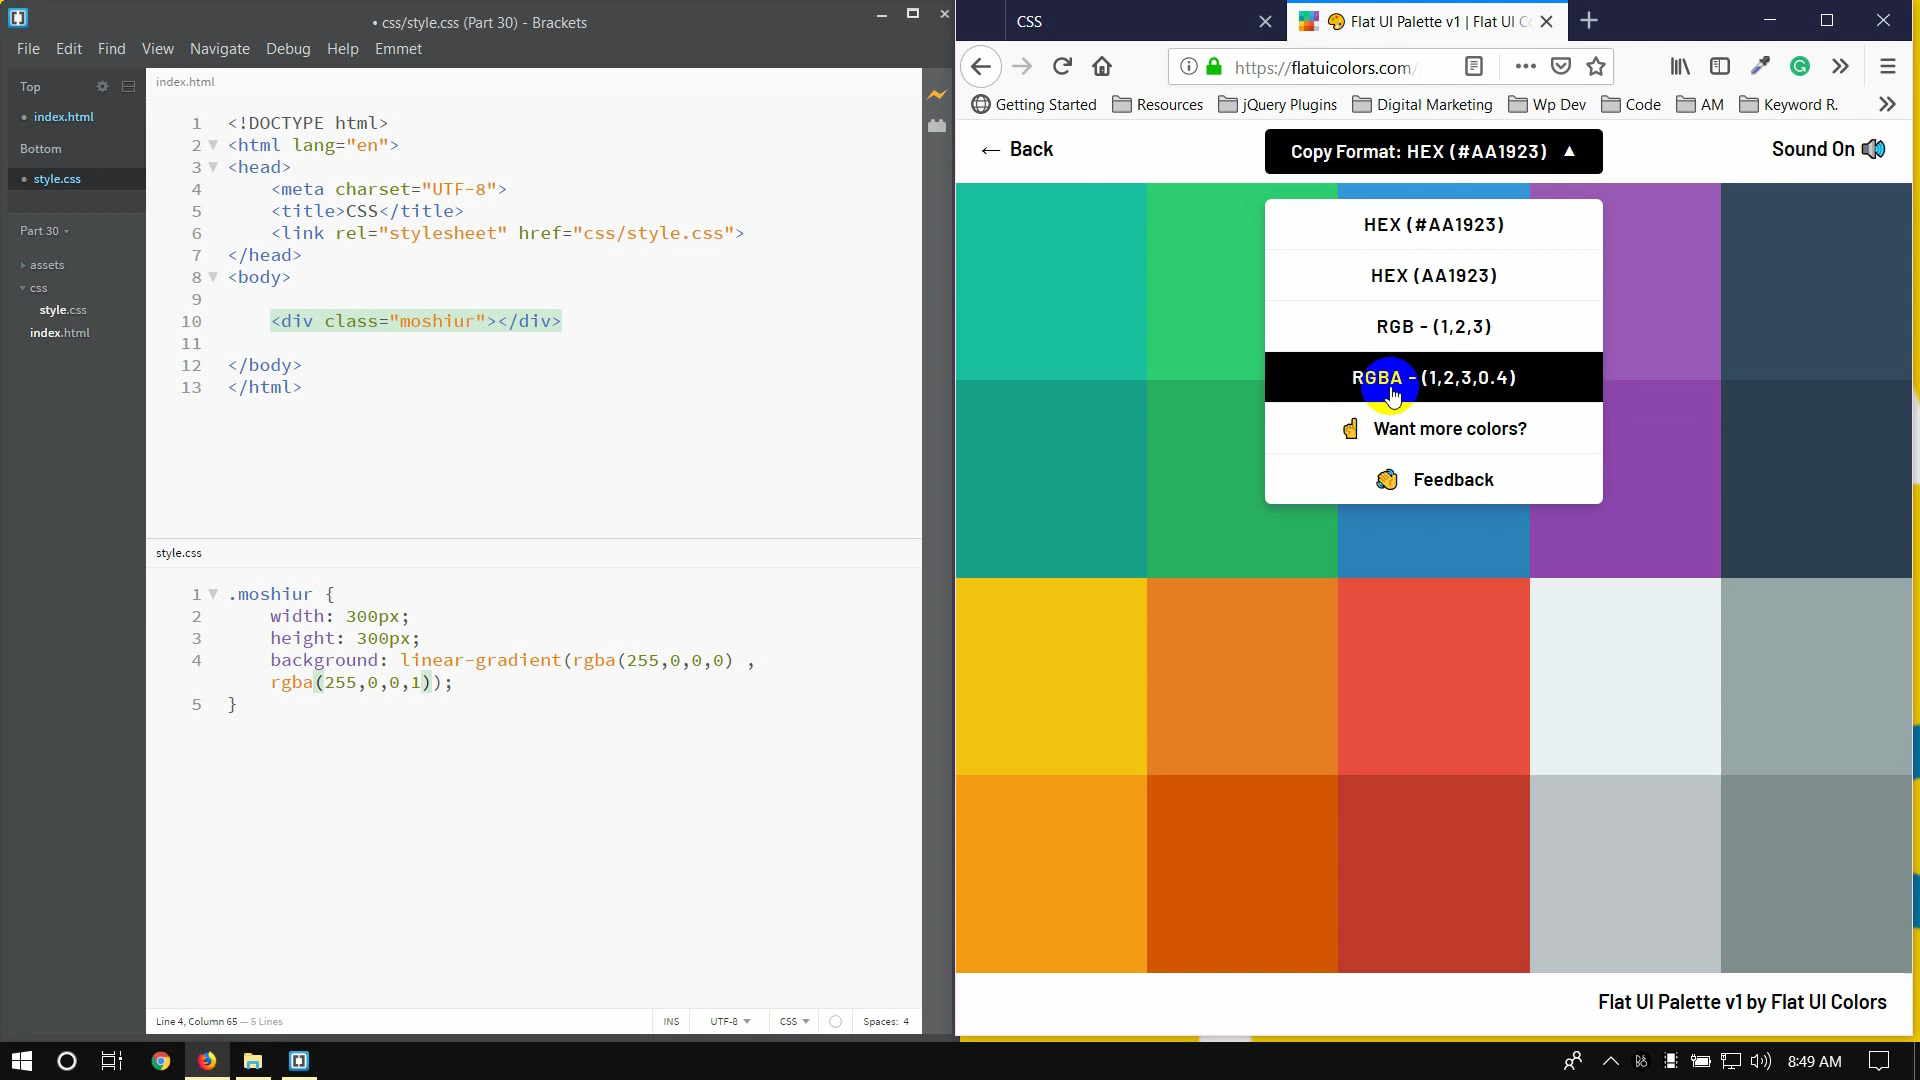 • css/style.css (Part 30) - Brackets
File Edit Find View Navigate Debug Help Emmet
Top
index.html
Bottom
style.css
Part 30
assets
css
style.css
index.html
index.html
1 <!DOCTYPE html>
2 <html lang="en">
3 <head>
4 <meta charset="UTF-8">
5 <title>CSS</title>
6 <link rel="stylesheet" href="css/style.css">
7 </head>
8 <body>
9
10 <div class="moshiur"></div>
11
12 </body>
13 </html>
style.css
1 .moshiur {
2 width: 300px;
3 height: 300px;
4 background: linear-gradient(rgba(255,0,0,0) ,
rgba(255,0,0,1));
5 }
Line 4, Column 65 — 5 Lines
INS UTF-8 CSS Spaces: 4
CSS
Flat UI Palette v1 | Flat UI C
https://flatuicolors.com/
Getting Started Resources jQuery Plugins Digital Marketing Wp Dev Code AM Keyword R.
← Back
Copy Format: HEX (#AA1923) ▲
Sound On
HEX (#AA1923)
HEX (AA1923)
RGB - (1,2,3)
RGBA - (1,2,3,0.4)
Want more colors?
Feedback
Flat UI Palette v1 by Flat UI Colors
8:49 AM